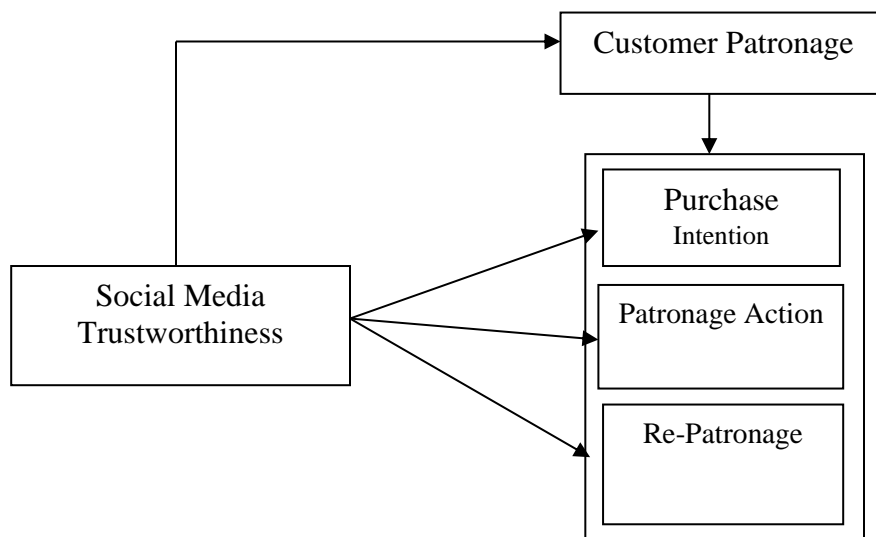 Customer Patronage
Purchase
Intention
Social Media
Trustworthiness
Patronage Action
Re-Patronage